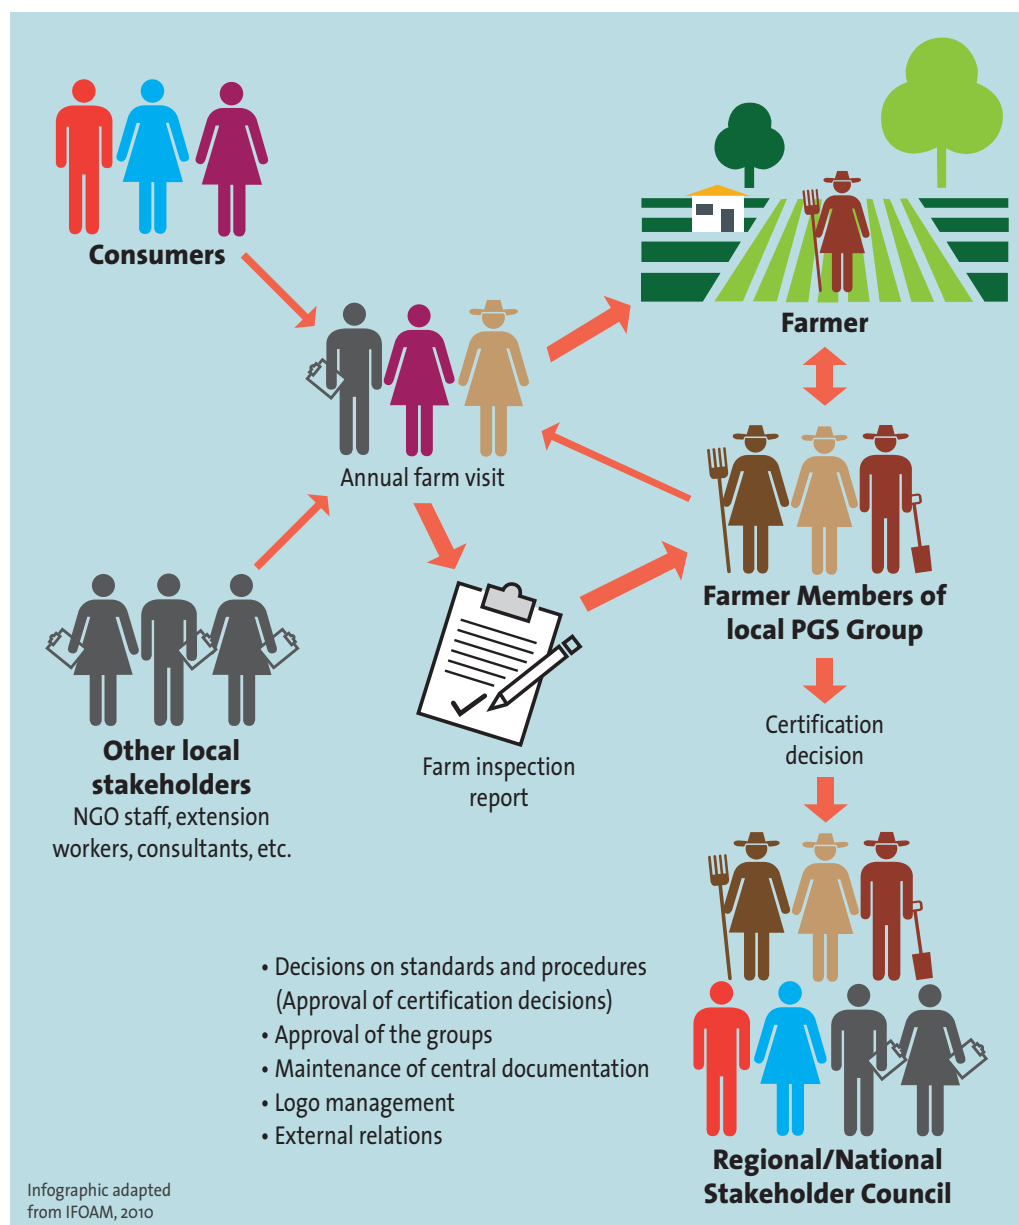 Consumers
Farmer
Annual farm visit
Farmer Members of
local PGS Group
Other local
stakeholders
NGO staff, extension
workers, consultants, etc.
Farm inspection
report
Certification
decision
• Decisions on standards and procedures
(Approval of certification decisions)
• Approval of the groups
• Maintenance of central documentation
• Logo management
• External relations
Regional/National
Stakeholder Council
Infographic adapted
from IFOAM, 2010